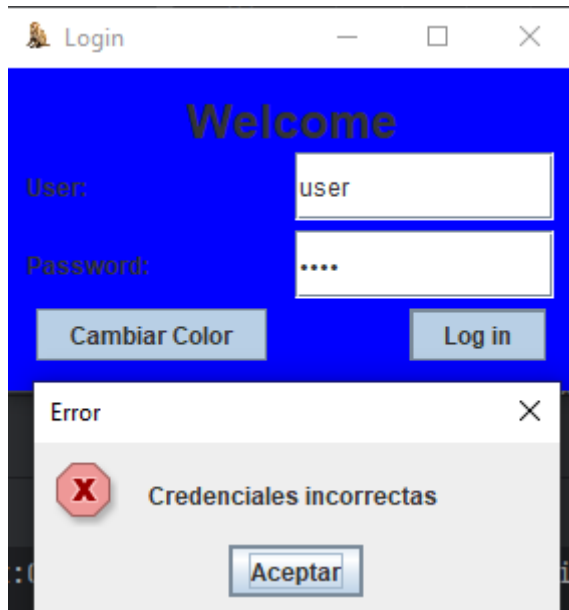 Login
Welcome
User: user
Password: ••••
Cambiar Color Log in
Error
Credenciales incorrectas
Aceptar